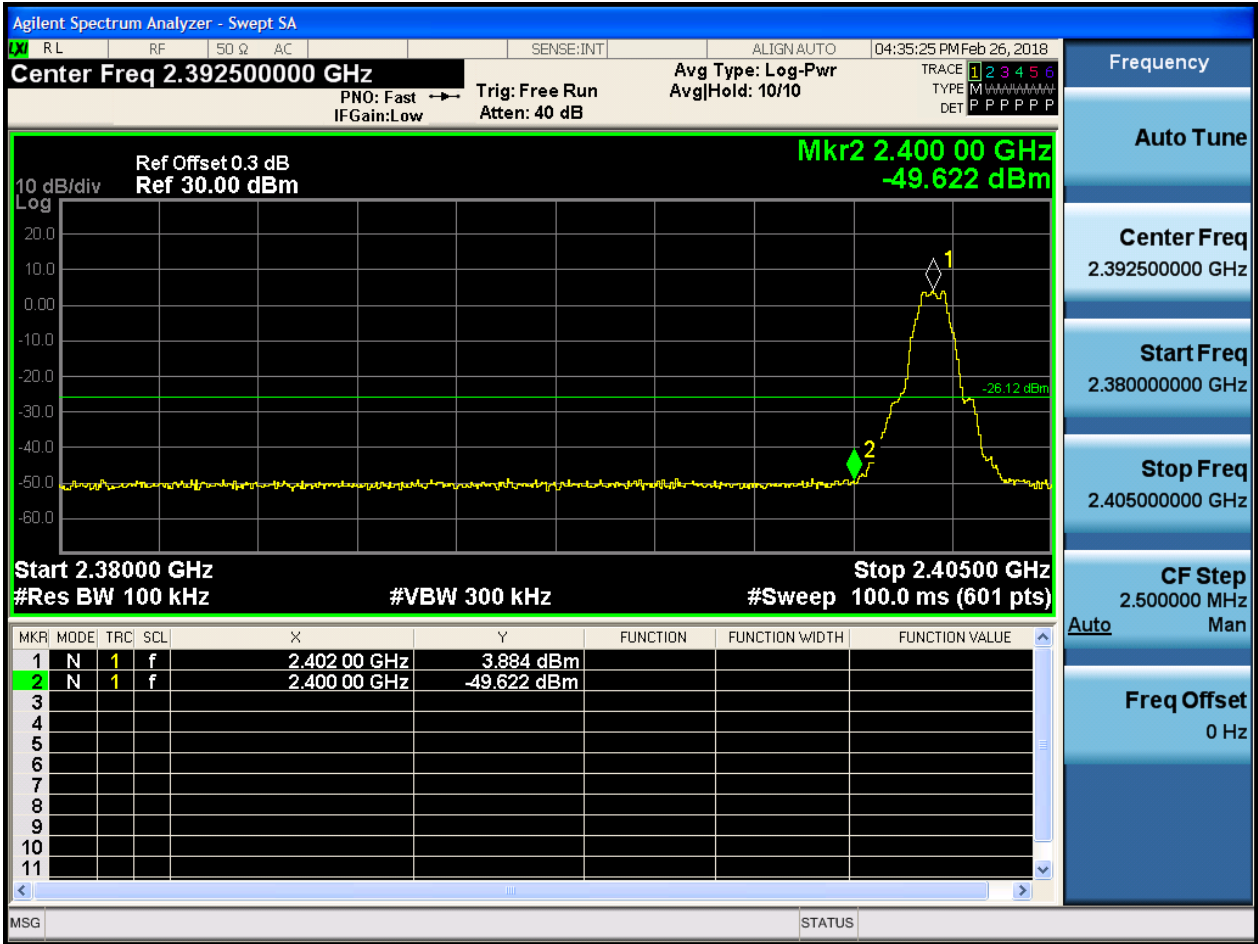 Agilent Spectrum Analyzer - Swept SA
LXI RL RF 50 Ω AC SENSE:INT ALIGNAUTO 04:35:25 PMFeb 26, 2018
Center Freq 2.392500000 GHz
PNO: Fast
IFGain:Low
Trig: Free Run
Atten: 40 dB
Avg Type: Log-Pwr
Avg|Hold: 10/10
TRACE 1 2 3 4 5 6
TYPE M WWWWW
DET P P P P P P
Mkr2 2.400 00 GHz
-49.622 dBm
Ref Offset 0.3 dB
10 dB/div Ref 30.00 dBm
Log
20.0
10.0
0.00
-10.0
-20.0
-30.0
-40.0
-50.0
-60.0
1
-26.12 dBm
2
Start 2.38000 GHz Stop 2.40500 GHz
#Res BW 100 kHz #VBW 300 kHz #Sweep 100.0 ms (601 pts)
MKR MODE TRC SCL X Y FUNCTION FUNCTION WIDTH FUNCTION VALUE
1 N 1 f 2.402 00 GHz 3.884 dBm
2 N 1 f 2.400 00 GHz -49.622 dBm
3
4
5
6
7
8
9
10
11
MSG STATUS
Frequency
Auto Tune
Center Freq
2.392500000 GHz
Start Freq
2.380000000 GHz
Stop Freq
2.405000000 GHz
CF Step
2.500000 MHz
Auto Man
Freq Offset
0 Hz